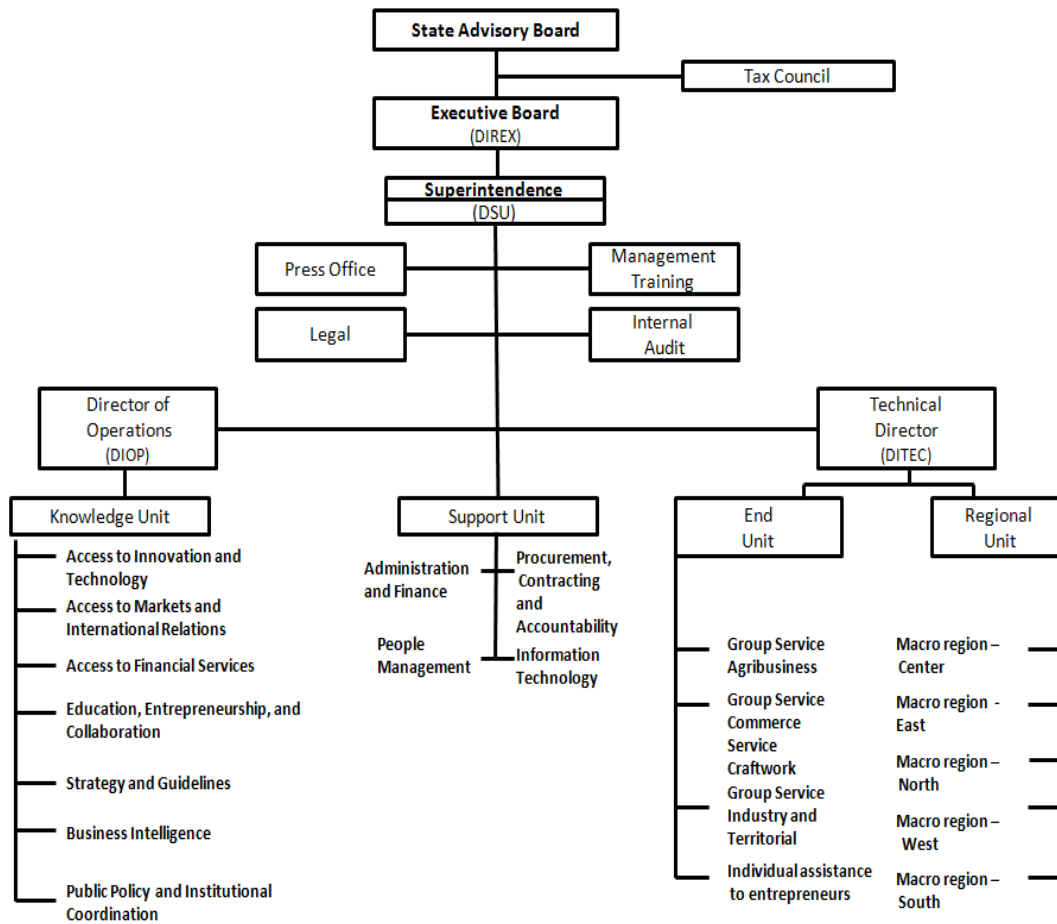 State Advisory Board
Tax Council
Executive Board
(DIREX)
Superintendence
(DSU)
Press Office
Management
Training
Legal
Internal
Audit
Director of
Operations
(DIOP)
Technical
Director
(DITEC)
Knowledge Unit
Access to Innovation and
Technology
Access to Markets and
International Relations
Access to Financial Services
Education, Entrepreneurship, and
Collaboration
Strategy and Guidelines
Business Intelligence
Public Policy and Institutional
Coordination
Support Unit
Administration
and Finance
Procurement,
Contracting
and
Accountability
People
Management
Information
Technology
End
Unit
Group Service
Agribusiness
Group Service
Commerce
Service
Craftwork
Group Service
Industry and
Territorial
Individual assistance
to entrepreneurs
Regional
Unit
Macro region –
Center
Macro region -
East
Macro region –
North
Macro region –
West
Macro region –
South